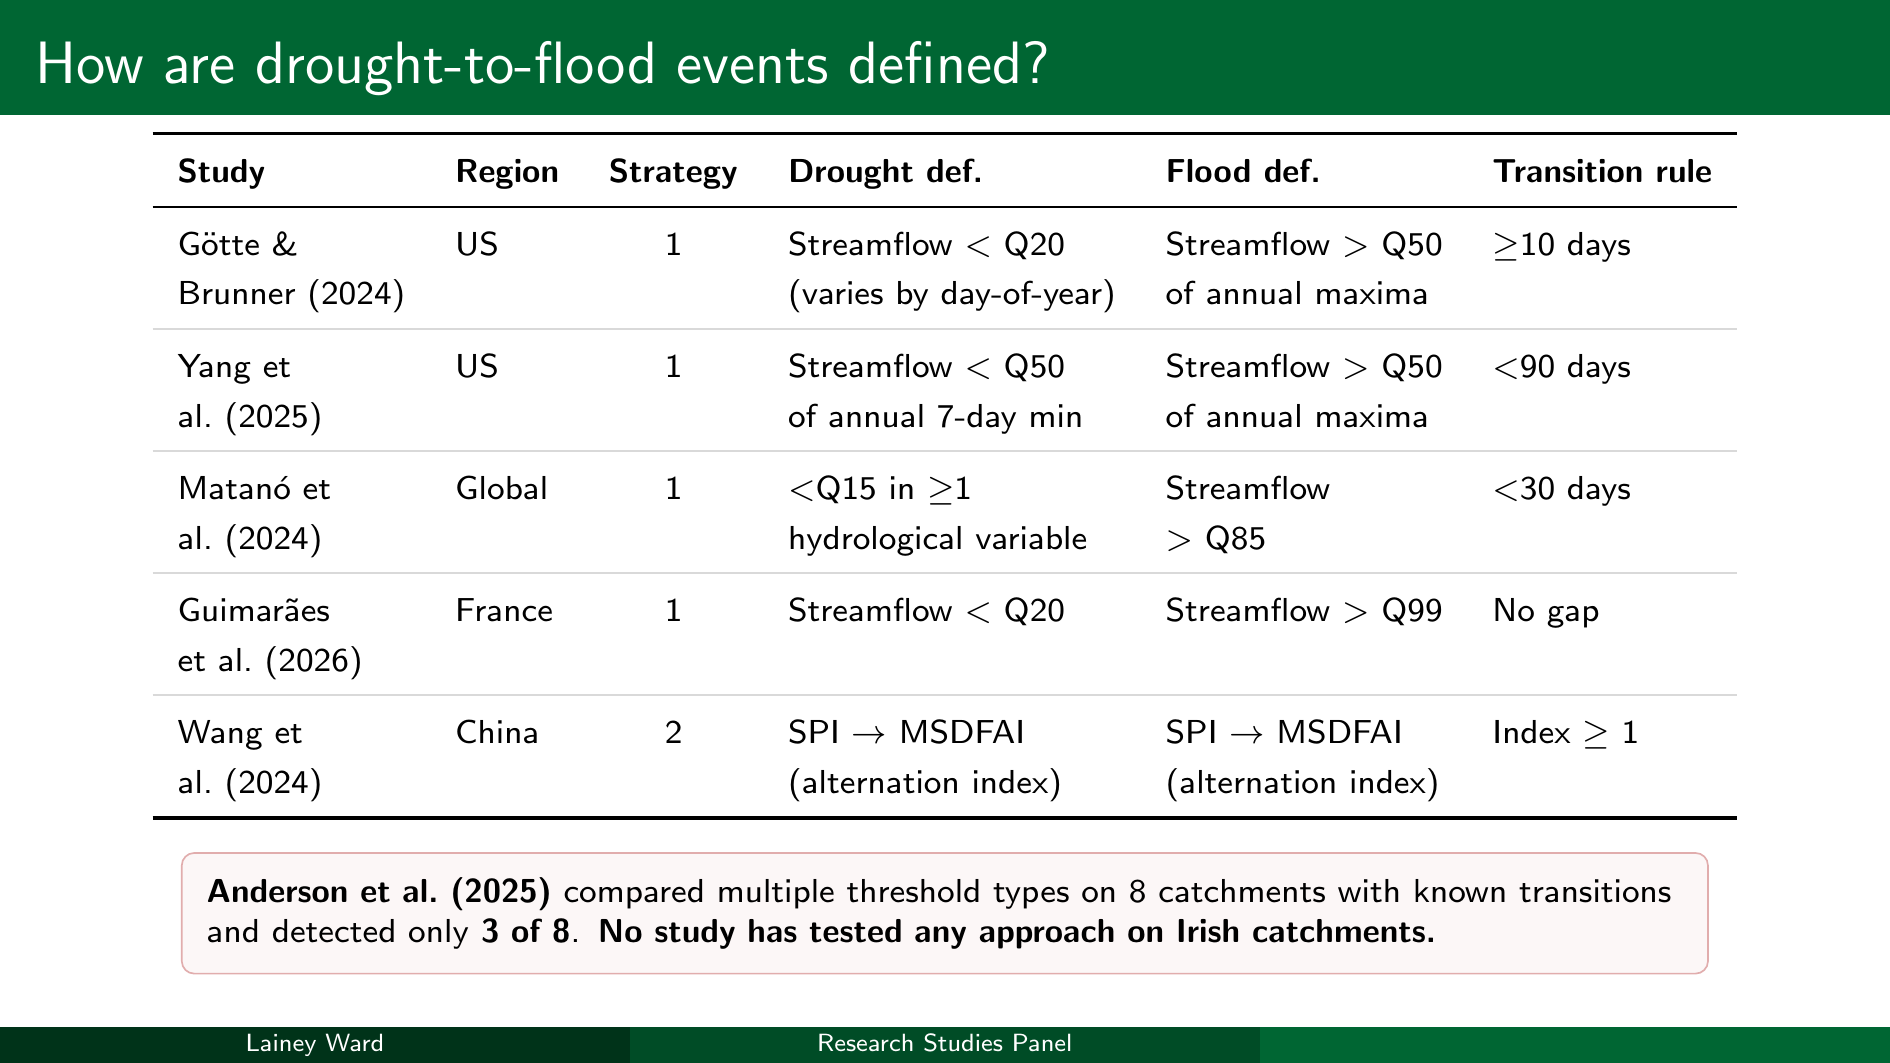 How are drought-to-flood events defined?
Study Region Strategy Drought def. Flood def. Transition rule
Götte & US 1 Streamflow < Q20 Streamflow > Q50 ≥10 days
Brunner (2024) (varies by day-of-year) of annual maxima
Yang et US 1 Streamflow < Q50 Streamflow > Q50 <90 days
al. (2025) of annual 7-day min of annual maxima
Matanó et Global 1 <Q15 in ≥1 Streamflow <30 days
al. (2024) hydrological variable > Q85
Guimarães France 1 Streamflow < Q20 Streamflow > Q99 No gap
et al. (2026)
Wang et China 2 SPI → MSDFAI SPI → MSDFAI Index ≥ 1
al. (2024) (alternation index) (alternation index)
Anderson et al. (2025) compared multiple threshold types on 8 catchments with known transitions
and detected only 3 of 8. No study has tested any approach on Irish catchments.
Lainey Ward Research Studies Panel